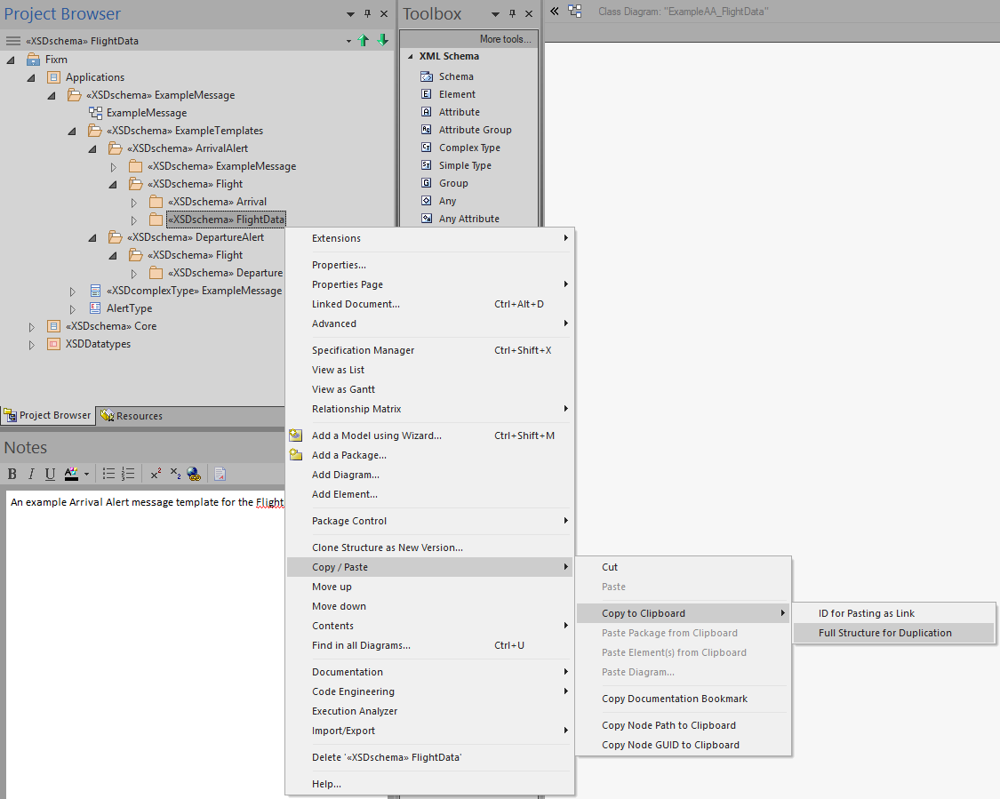 Project Browser
«XSDschema» FlightData
Fixm
Applications
«XSDschema» ExampleMessage
ExampleMessage
«XSDschema» ExampleTemplates
«XSDschema» ArrivalAlert
«XSDschema» ExampleMessage
«XSDschema» Flight
«XSDschema» Arrival
«XSDschema» FlightData
«XSDschema» DepartureAlert
«XSDschema» Flight
«XSDschema» Departure
«XSDcomplexType» ExampleMessage
AlertType
«XSDschema» Core
XSDDatatypes
Project Browser
Resources
Notes
B I U A
An example Arrival Alert message template for the Flight
Toolbox
More tools...
XML Schema
Schema
Element
Attribute
Attribute Group
Complex Type
Simple Type
Group
Any
Any Attribute
Class Diagram: "ExampleAA_FlightData"
Extensions
Properties...
Properties Page
Linked Document... Ctrl+Alt+D
Advanced
Specification Manager Ctrl+Shift+X
View as List
View as Gantt
Relationship Matrix
Add a Model using Wizard... Ctrl+Shift+M
Add a Package...
Add Diagram...
Add Element...
Package Control
Clone Structure as New Version...
Copy / Paste
Move up
Move down
Contents
Find in all Diagrams... Ctrl+U
Documentation
Code Engineering
Execution Analyzer
Import/Export
Delete '«XSDschema» FlightData'
Help...
Cut
Paste
Copy to Clipboard
Paste Package from Clipboard
Paste Element(s) from Clipboard
Paste Diagram...
Copy Documentation Bookmark
Copy Node Path to Clipboard
Copy Node GUID to Clipboard
ID for Pasting as Link
Full Structure for Duplication